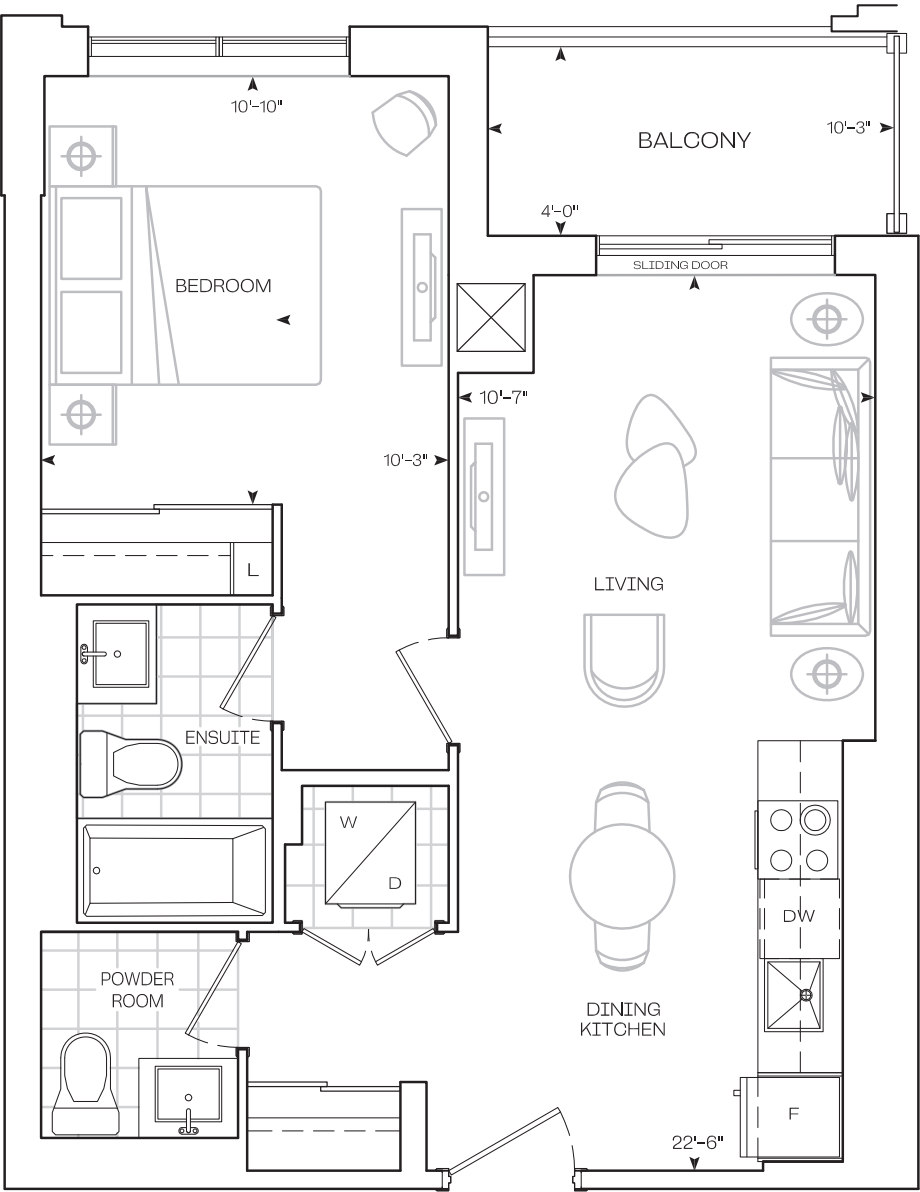 10'-10"
BALCONY
10'-3"
4'-0"
SLIDING DOOR
BEDROOM
10'-7"
10'-3"
L
LIVING
ENSUITE
W
D
DW
POWDER
ROOM
DINING
KITCHEN
F
22'-6"